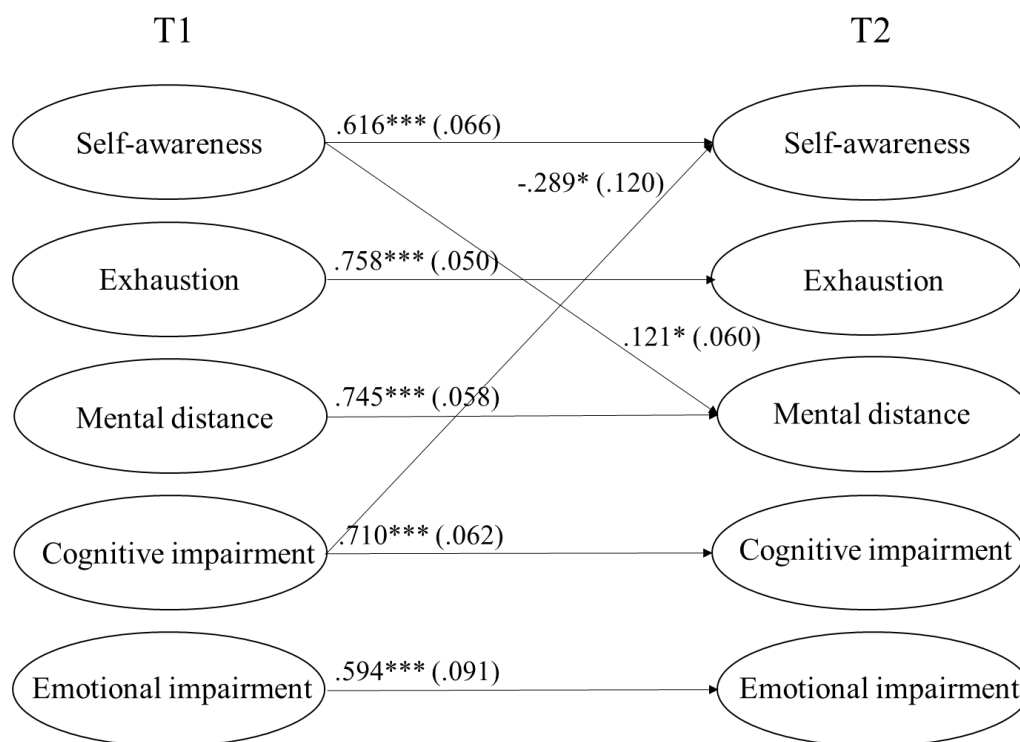 T1
T2
Self-awareness
.616*** (.066)
Self-awareness
-.289* (.120)
Exhaustion
.758*** (.050)
Exhaustion
.121* (.060)
Mental distance
.745*** (.058)
Mental distance
Cognitive impairment
.710*** (.062)
Cognitive impairment
Emotional impairment
.594*** (.091)
Emotional impairment